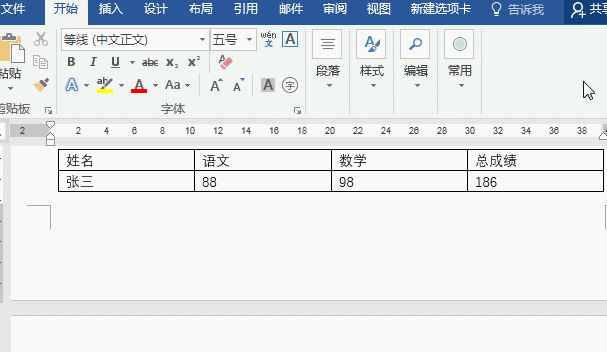 文件 开始 插入 设计 布局 引用 邮件 审阅 视图 新建选项卡 告诉我 共享
等线 (中文正文) 五号 wén 文 A
B I U abc x₂ x²
A ab A Aa A A A 字
粘贴 段落 样式 编辑 常用
剪贴板 字体
2 2 4 6 8 10 12 14 16 18 20 22 24 26 28 30 32 34 36 38
姓名 语文 数学 总成绩
张三 88 98 186